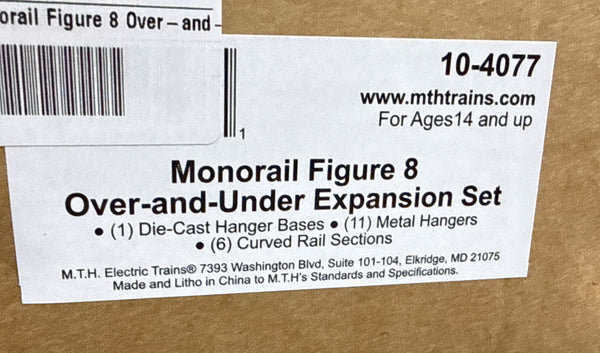 orail Figure 8 Over-and-
1
10-4077
www.mthtrains.com
For Ages14 and up
Monorail Figure 8
Over-and-Under Expansion Set
• (1) Die-Cast Hanger Bases • (11) Metal Hangers
• (6) Curved Rail Sections
M.T.H. Electric Trains® 7393 Washington Blvd, Suite 101-104, Elkridge, MD 21075
Made and Litho in China to M.T.H's Standards and Specifications.